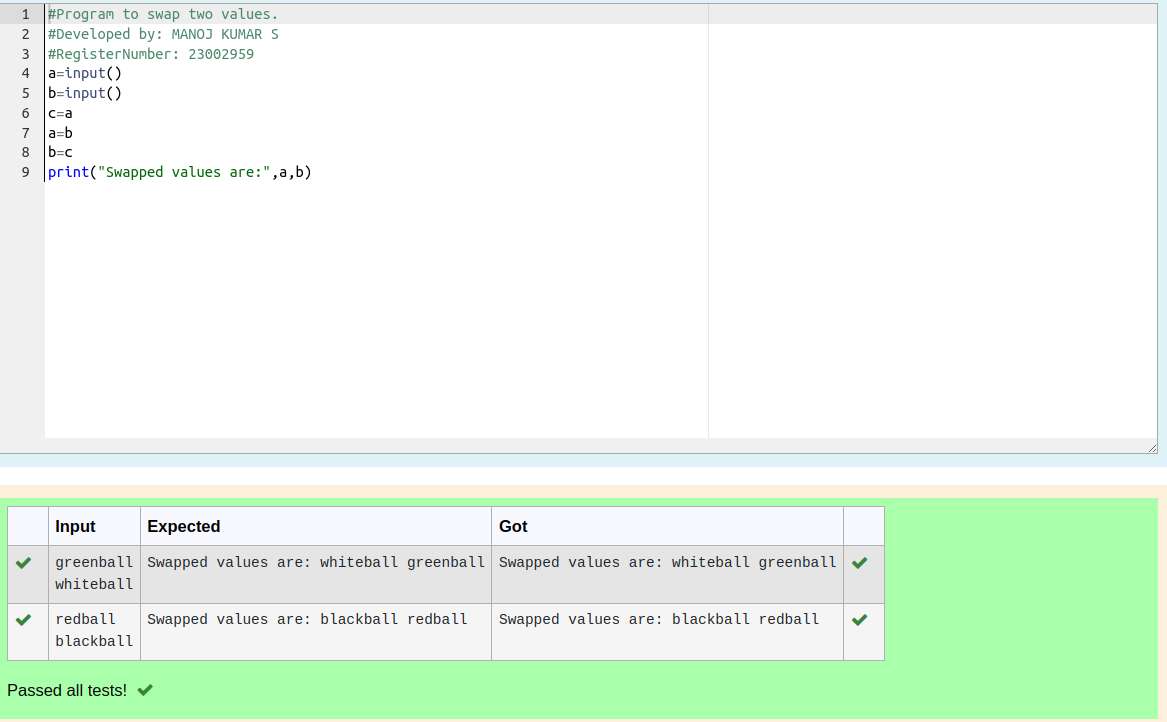 1 #Program to swap two values.
2 #Developed by: MANOJ KUMAR S
3 #RegisterNumber: 23002959
4 a=input()
5 b=input()
6 c=a
7 a=b
8 b=c
9 print("Swapped values are:",a,b)
Input Expected Got
greenball Swapped values are: whiteball greenball Swapped values are: whiteball greenball
whiteball
redball Swapped values are: blackball redball Swapped values are: blackball redball
blackball
Passed all tests!